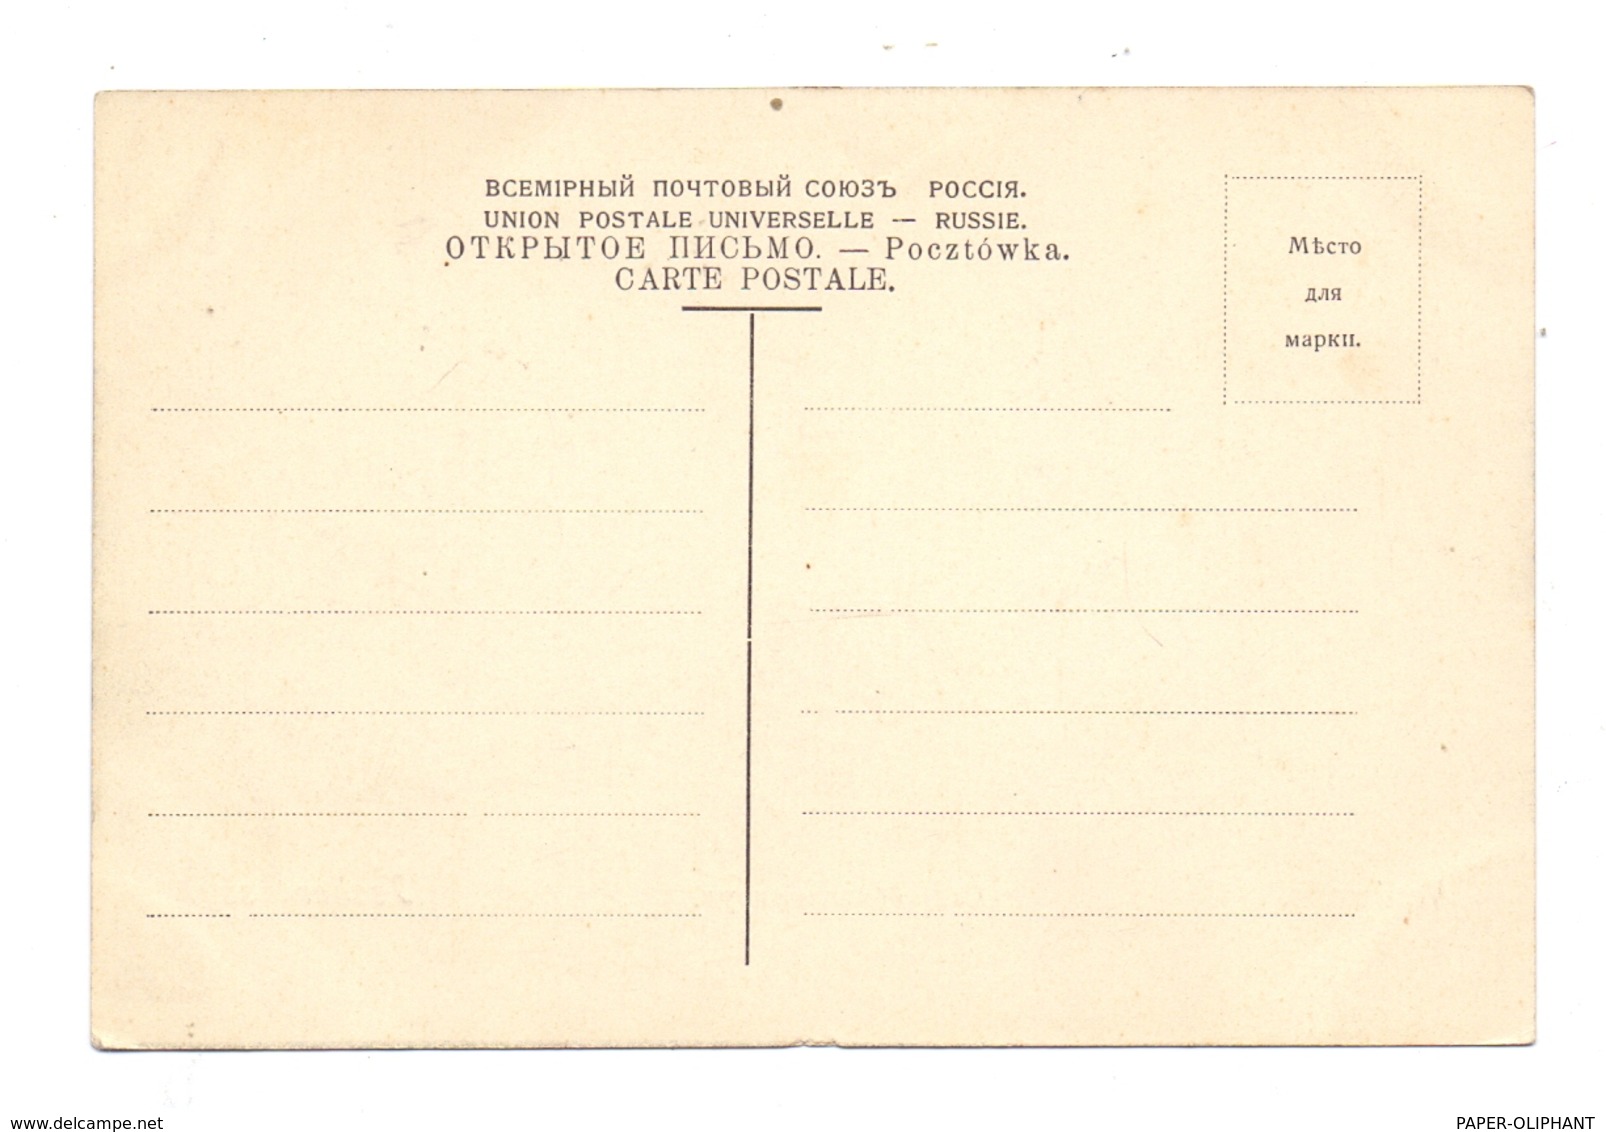 ВСЕМІРНЫЙ ПОЧТОВЫЙ СОЮЗЪ РОССІЯ.
UNION POSTALE UNIVERSELLE — RUSSIE.
ОТКРЫТОЕ ПИСЬМО. — Pocztówka.
CARTE POSTALE.
Мѣсто
для
марки.
www.delcampe.net
PAPER-OLIPHANT